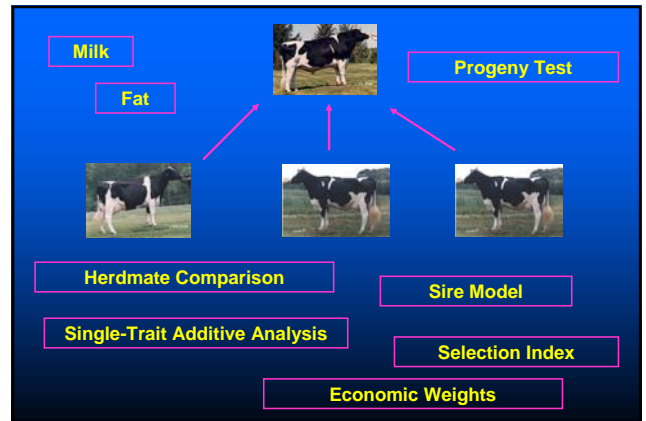 Milk
Progeny Test
Fat
Herdmate Comparison
Sire Model
Single-Trait Additive Analysis
Selection Index
Economic Weights